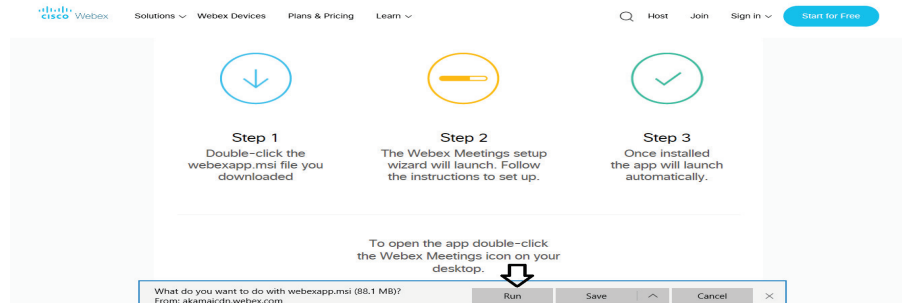 CISCO Webex Solutions Webex Devices Plans & Pricing Learn Host Join Sign in Start for Free
Step 1
Double-click the
webexapp.msi file you
downloaded
Step 2
The Webex Meetings setup
wizard will launch. Follow
the instructions to set up.
Step 3
Once installed
the app will launch
automatically.
To open the app double-click
the Webex Meetings icon on your
desktop.
What do you want to do with webexapp.msi (88.1 MB)?
From: akamaicdn.webex.com
Run Save Cancel